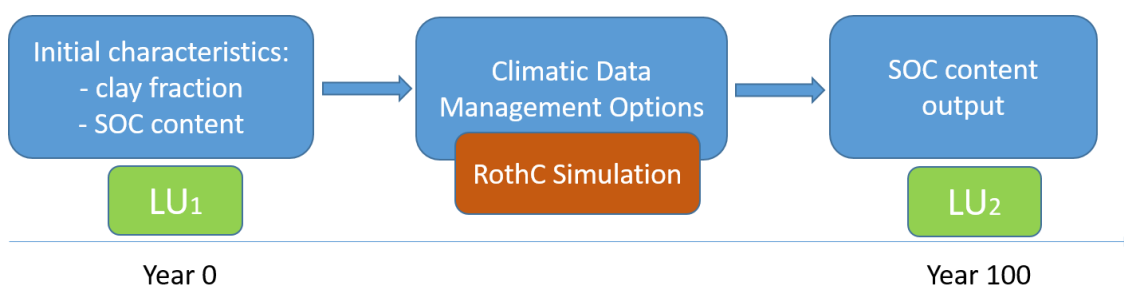 Initial characteristics:
- clay fraction
- SOC content
LU1
Climatic Data
Management Options
RothC Simulation
SOC content
output
LU2
Year 0
Year 100